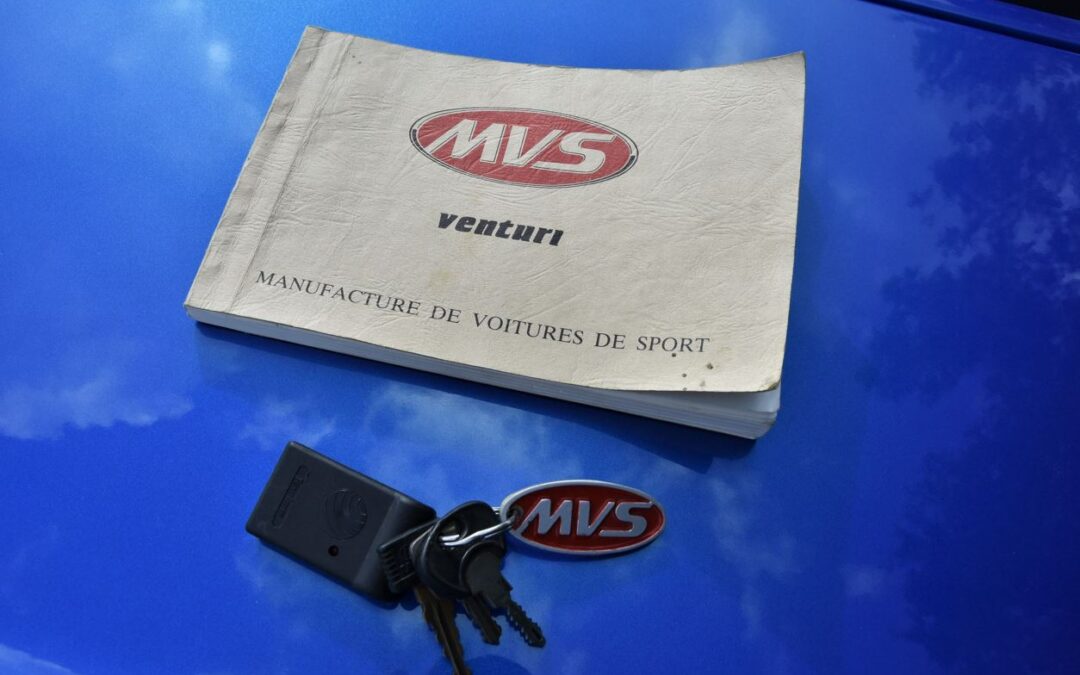 MVS
venturi
MANUFACTURE DE VOITURES DE SPORT
MVS